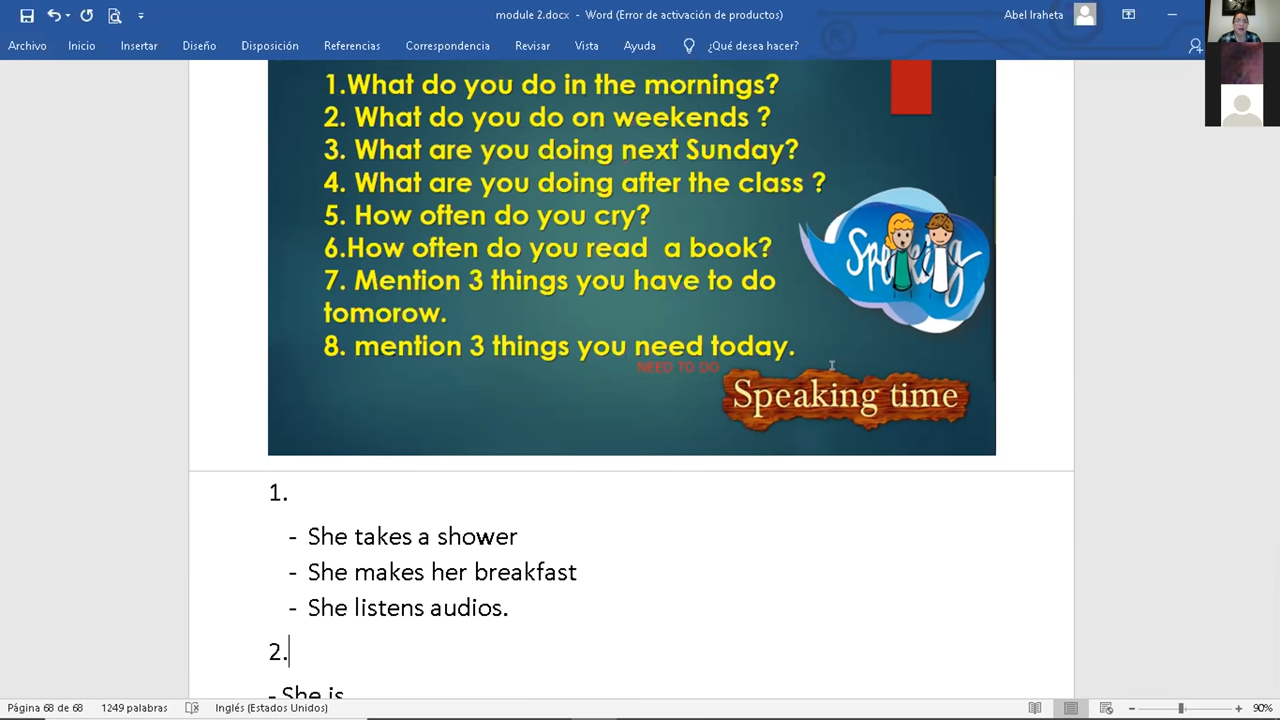 module 2.docx - Word (Error de activación de productos)
Abel Iraheta
Archivo Inicio Insertar Diseño Disposición Referencias Correspondencia Revisar Vista Ayuda ¿Qué desea hacer?
1.What do you do in the mornings?
2. What do you do on weekends ?
3. What are you doing next Sunday?
4. What are you doing after the class ?
5. How often do you cry?
6.How often do you read a book?
7. Mention 3 things you have to do
tomorow.
8. mention 3 things you need today.
NEED TO DO
Speaking
Speaking time
1.
- She takes a shower
- She makes her breakfast
- She listens audios.
2.
- She is
Página 68 de 68 1249 palabras Inglés (Estados Unidos) 90%